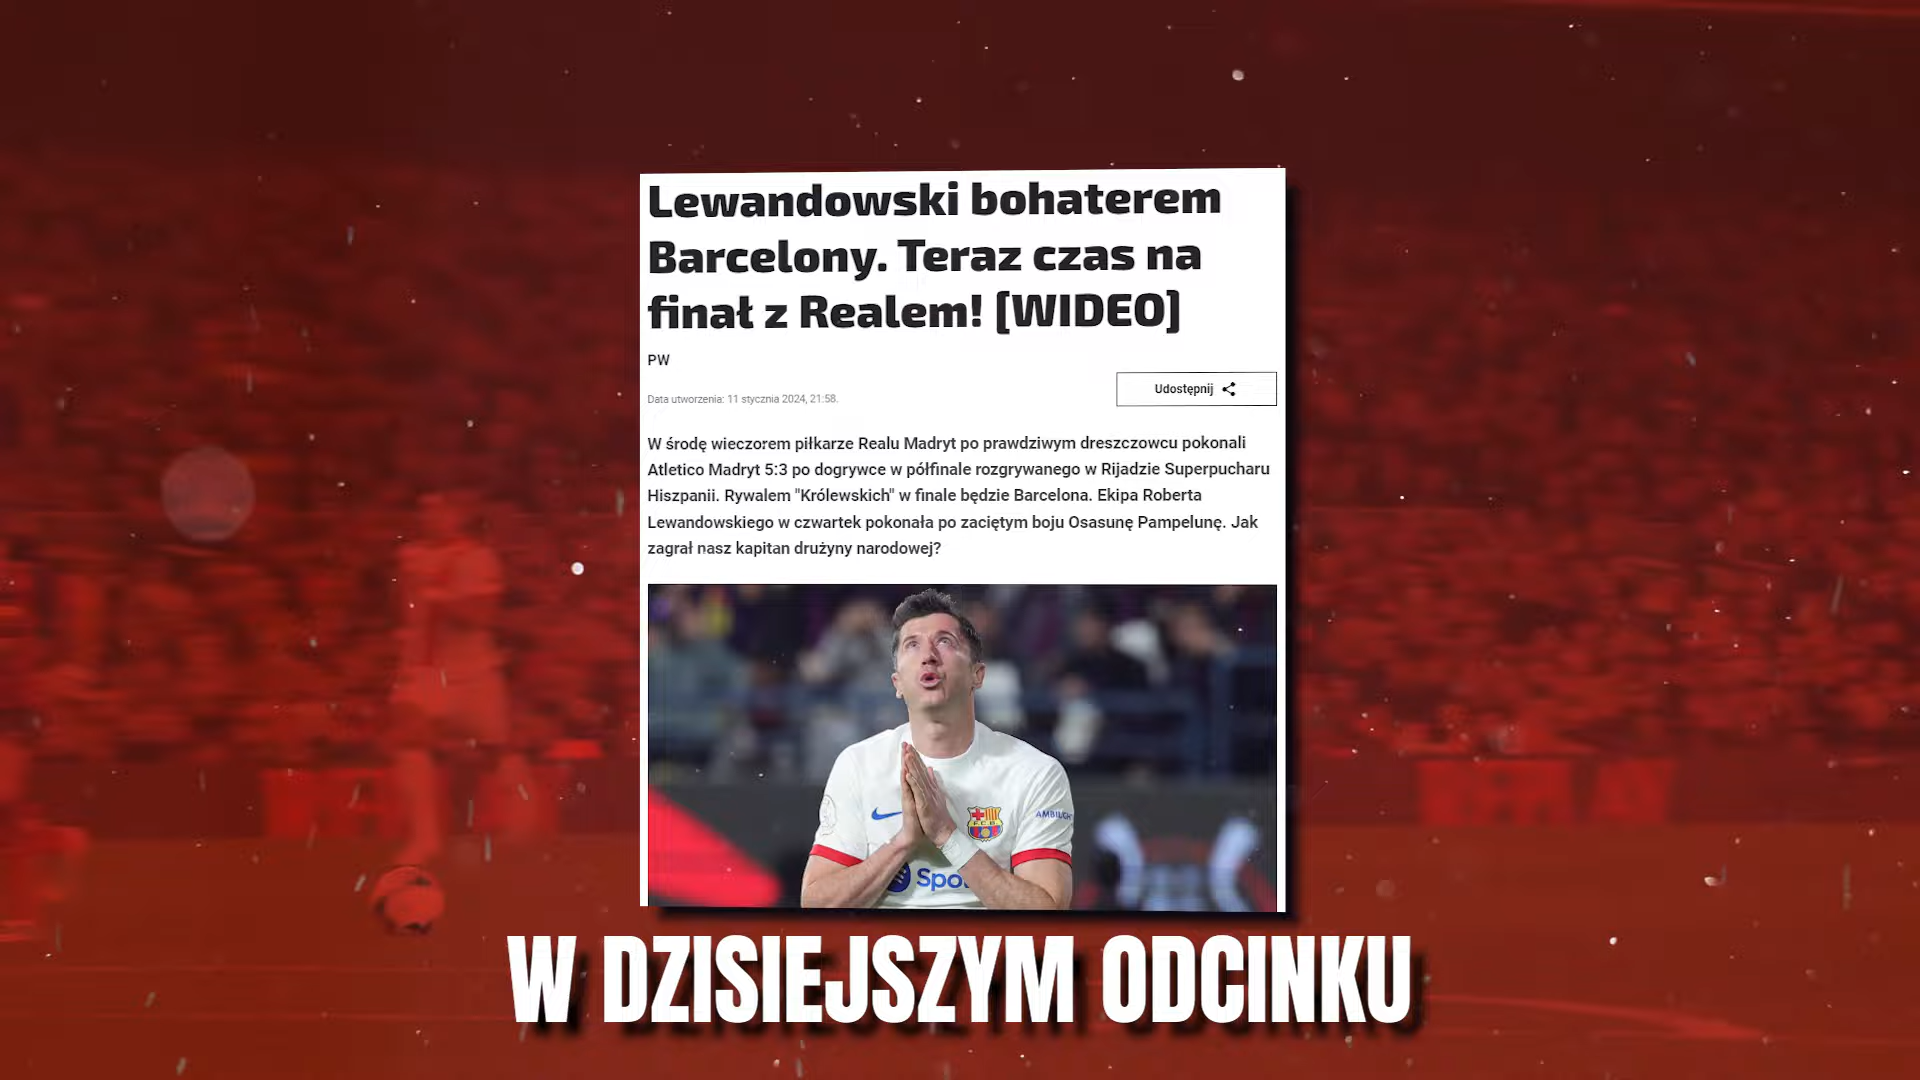 Lewandowski bohaterem
Barcelony. Teraz czas na
finał z Realem! [WIDEO]
PW
Udostępnij
Data utworzenia: 11 stycznia 2024, 21:58.
W środę wieczorem piłkarze Realu Madryt po prawdziwym dreszczowcu pokonali
Atletico Madryt 5:3 po dogrywce w półfinale rozgrywanego w Rijadzie Superpucharu
Hiszpanii. Rywalem "Królewskich" w finale będzie Barcelona. Ekipa Roberta
Lewandowskiego w czwartek pokonała po zaciętym boju Osasunę Pampelunę. Jak
zagrał nasz kapitan drużyny narodowej?
FCB
Spo
W DZISIEJSZYM ODCINKU